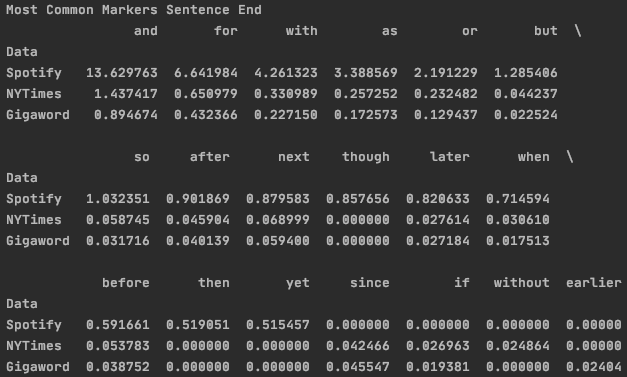 Most Common Markers Sentence End
and for with as or but \
Data
Spotify 13.629763 6.641984 4.261323 3.388569 2.191229 1.285406
NYTimes 1.437417 0.650979 0.330989 0.257252 0.232482 0.044237
Gigaword 0.894674 0.432366 0.227150 0.172573 0.129437 0.022524
so after next though later when \
Data
Spotify 1.032351 0.901869 0.879583 0.857656 0.820633 0.714594
NYTimes 0.058745 0.045904 0.068999 0.000000 0.027614 0.030610
Gigaword 0.031716 0.040139 0.059400 0.000000 0.027184 0.017513
before then yet since if without earlier
Data
Spotify 0.591661 0.519051 0.515457 0.000000 0.000000 0.000000 0.00000
NYTimes 0.053783 0.000000 0.000000 0.042466 0.026963 0.024864 0.00000
Gigaword 0.038752 0.000000 0.000000 0.045547 0.019381 0.000000 0.02404